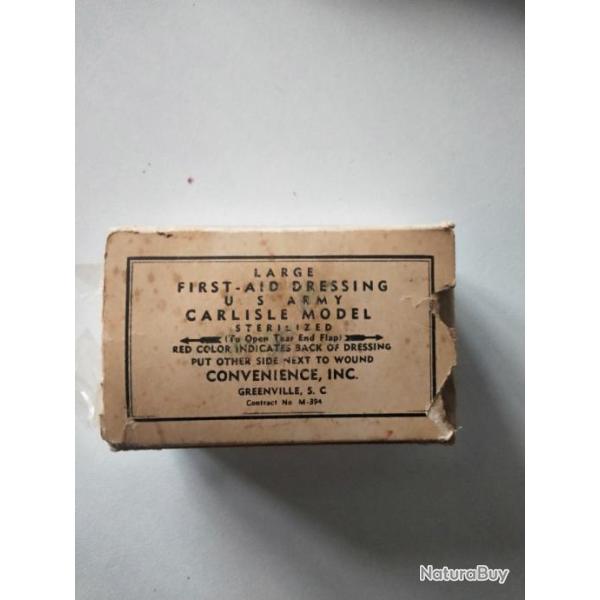 LARGE
FIRST-AID DRESSING
U S ARMY
CARLISLE MODEL
STERILIZED
(To Open Tear End Flap)
RED COLOR INDICATES BACK OF DRESSING
PUT OTHER SIDE NEXT TO WOUND
CONVENIENCE, INC.
GREENVILLE, S. C
Contract No M-394
NaturaBuy